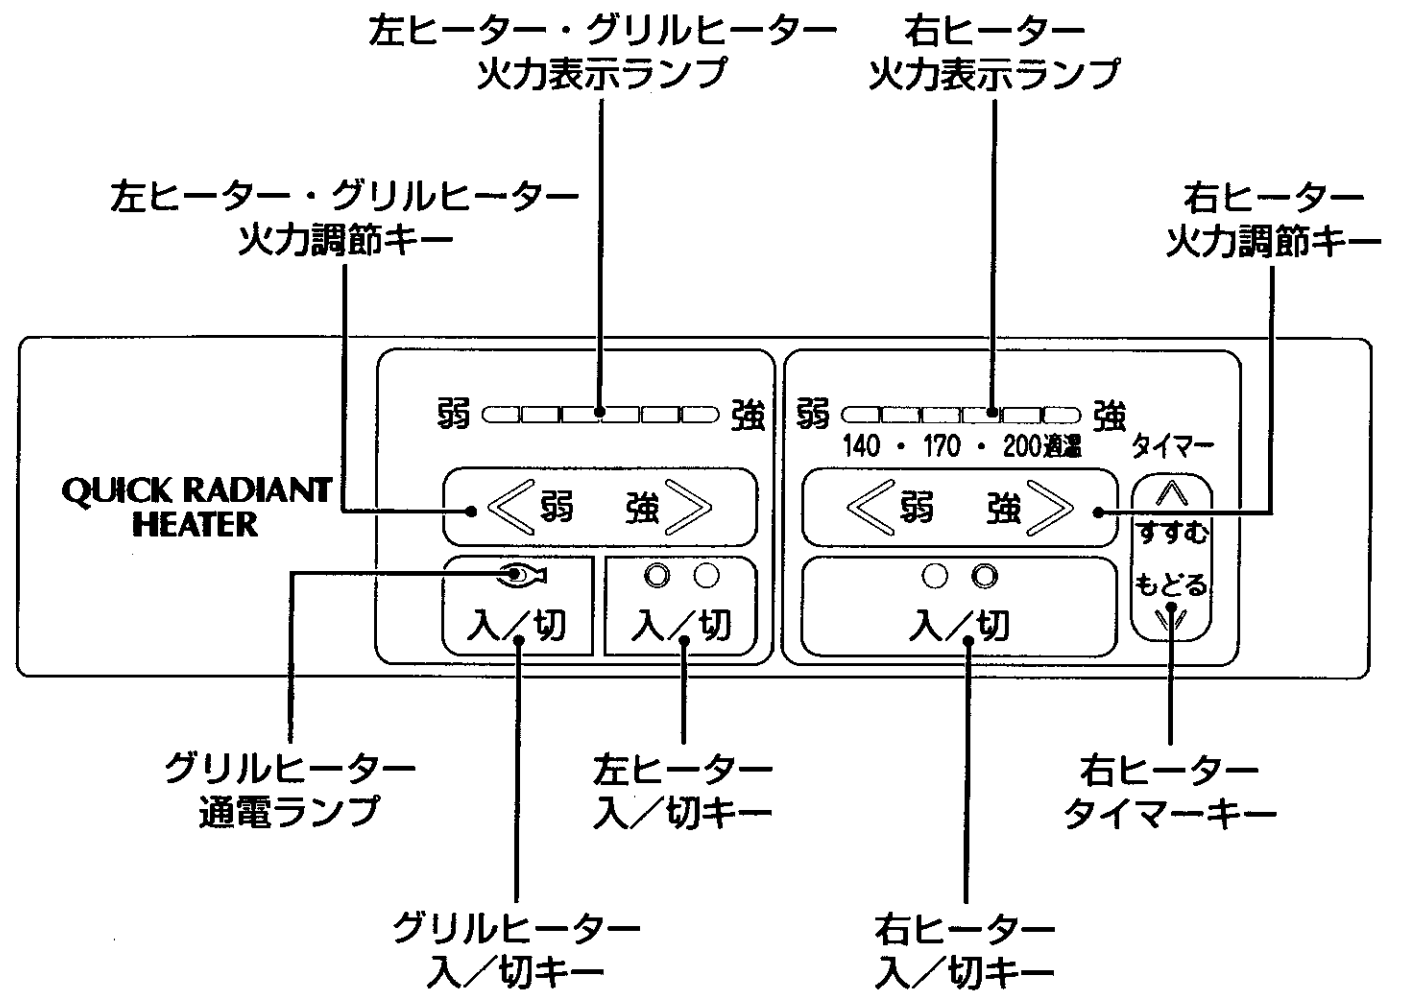 左ヒーター・グリルヒーター
火力表示ランプ
右ヒーター
火力表示ランプ
左ヒーター・グリルヒーター
火力調節キー
右ヒーター
火力調節キー
弱 強
弱 強
140 ・ 170 ・ 200適温
タイマー
QUICK RADIANT
HEATER
弱 強
弱 強
すすむ
もどる
入/切
入/切
入/切
グリルヒーター
通電ランプ
左ヒーター
入/切キー
右ヒーター
タイマーキー
グリルヒーター
入/切キー
右ヒーター
入/切キー